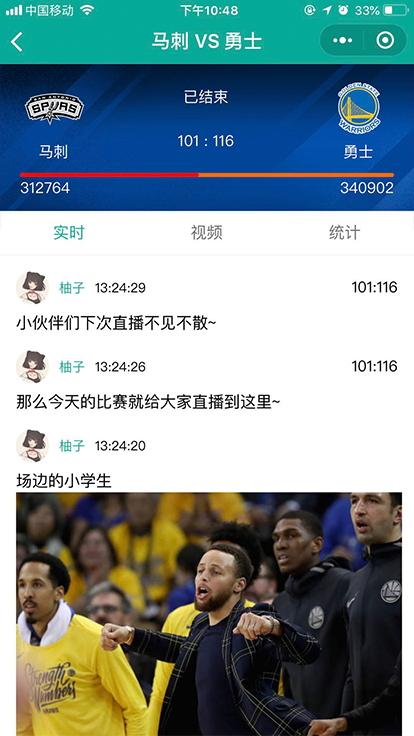 中国移动
下午10:48
33%
马刺 VS 勇士
SAN ANTONIO
SPURS
GOLDEN STATE
WARRIORS
已结束
101 : 116
马刺
勇士
312764
340902
实时
视频
统计
柚子 13:24:29 101:116
小伙伴们下次直播不见不散~
柚子 13:24:26 101:116
那么今天的比赛就给大家直播到这里~
柚子 13:24:20
场边的小学生
Strength
Numbers